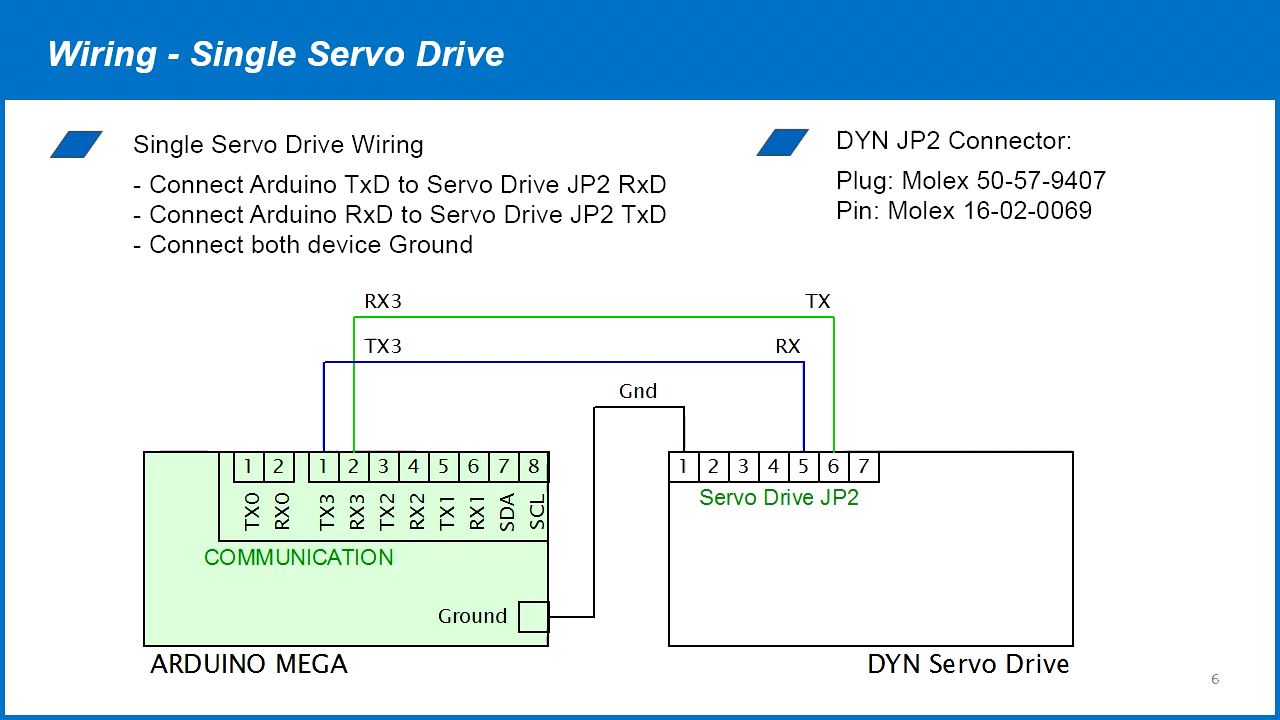 Wiring - Single Servo Drive
Single Servo Drive Wiring
- Connect Arduino TxD to Servo Drive JP2 RxD
- Connect Arduino RxD to Servo Drive JP2 TxD
- Connect both device Ground
DYN JP2 Connector:
Plug: Molex 50-57-9407
Pin: Molex 16-02-0069
RX3
TX
TX3
RX
Gnd
1 2 1 2 3 4 5 6 7 8
TX0
RX0
TX3
RX3
TX2
RX2
TX1
RX1
SDA
SCL
COMMUNICATION
Ground
ARDUINO MEGA
1 2 3 4 5 6 7
Servo Drive JP2
DYN Servo Drive
6